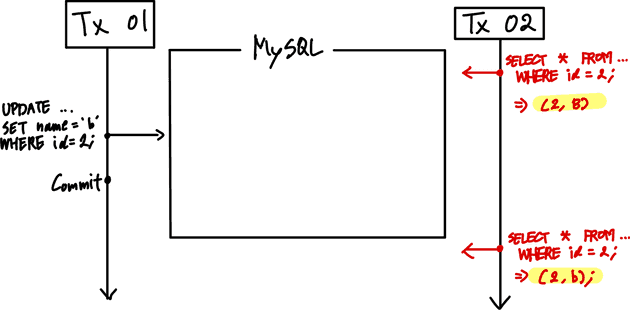 Tx 01
Tx 02
MySQL
SELECT * FROM...
WHERE id = 2;
=> (2, B)
UPDATE ...
SET name='b'
WHERE id=2;
Commit
SELECT * FROM...
WHERE id = 2;
=> (2, b);